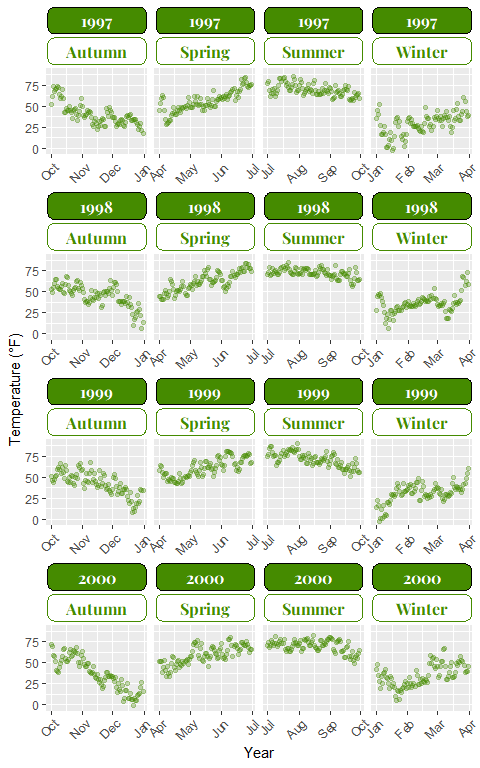 1997 1997 1997 1997
Autumn Spring Summer Winter
75
50
25
0
Oct Nov Dec Jan Apr May Jun Jul Jul Aug Sep Oct Jan Feb Mar Apr
1998 1998 1998 1998
Autumn Spring Summer Winter
75
50
25
0
Oct Nov Dec Jan Apr May Jun Jul Jul Aug Sep Oct Jan Feb Mar Apr
1999 1999 1999 1999
Autumn Spring Summer Winter
75
50
25
0
Oct Nov Dec Jan Apr May Jun Jul Jul Aug Sep Oct Jan Feb Mar Apr
2000 2000 2000 2000
Autumn Spring Summer Winter
75
50
25
0
Oct Nov Dec Jan Apr May Jun Jul Jul Aug Sep Oct Jan Feb Mar Apr
Year
Temperature (°F)